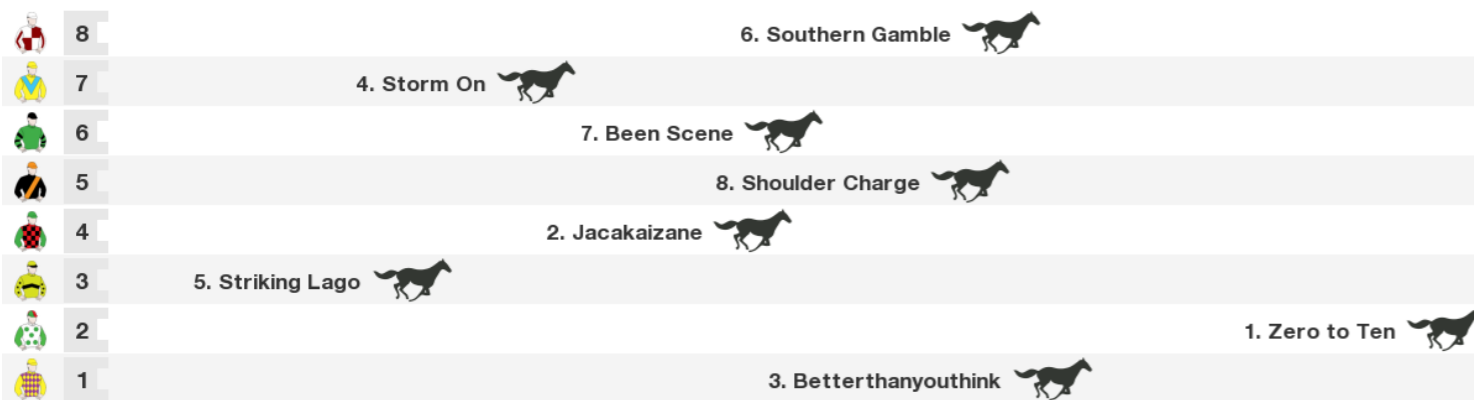 8 6. Southern Gamble
7 4. Storm On
6 7. Been Scene
5 8. Shoulder Charge
4 2. Jacakaizane
3 5. Striking Lago
2 1. Zero to Ten
1 3. Betterthanyouthink